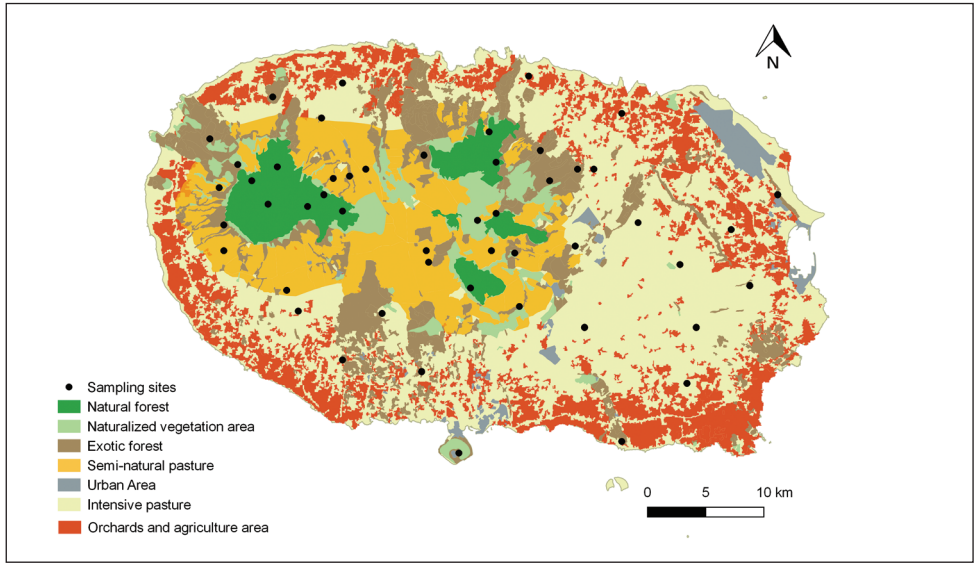 N
Sampling sites
Natural forest
Naturalized vegetation area
Exotic forest
Semi-natural pasture
Urban Area
Intensive pasture
Orchards and agriculture area
0 5 10 km